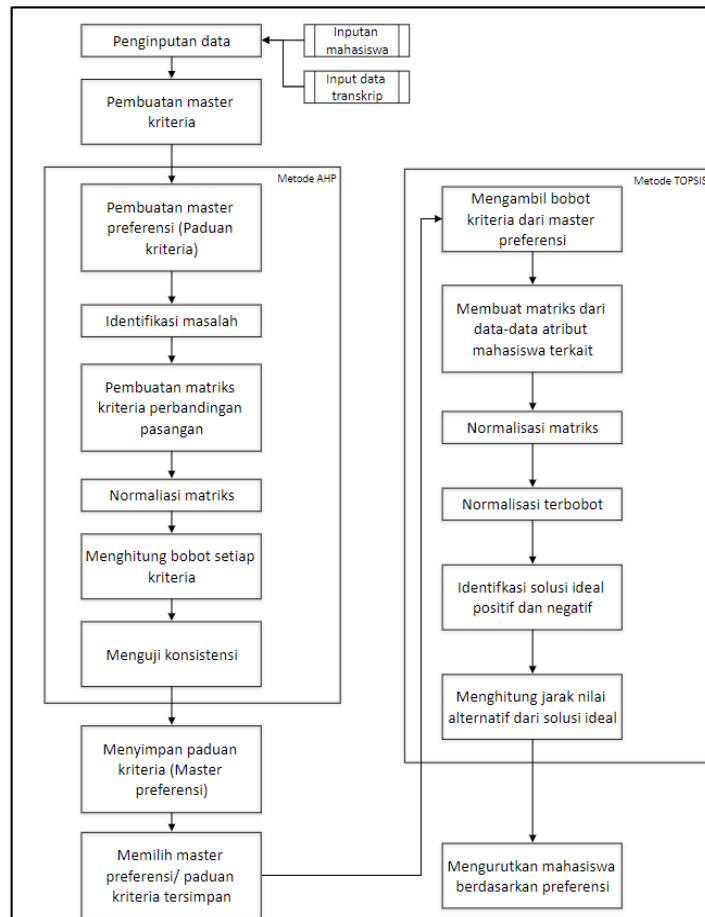 Penginputan data
Inputan
mahasiswa
Input data
transkrip
Pembuatan master
kriteria
Metode AHP
Pembuatan master
preferensi (Paduan
kriteria)
Identifikasi masalah
Pembuatan matriks
kriteria perbandingan
pasangan
Normaliasi matriks
Menghitung bobot setiap
kriteria
Menguji konsistensi
Menyimpan paduan
kriteria (Master
preferensi)
Memilih master
preferensi/ paduan
kriteria tersimpan
Metode TOPSIS
Mengambil bobot
kriteria dari master
preferensi
Membuat matriks dari
data-data atribut
mahasiswa terkait
Normalisasi matriks
Normalisasi terbobot
Identifkasi solusi ideal
positif dan negatif
Menghitung jarak nilai
alternatif dari solusi ideal
Mengurutkan mahasiswa
berdasarkan preferensi